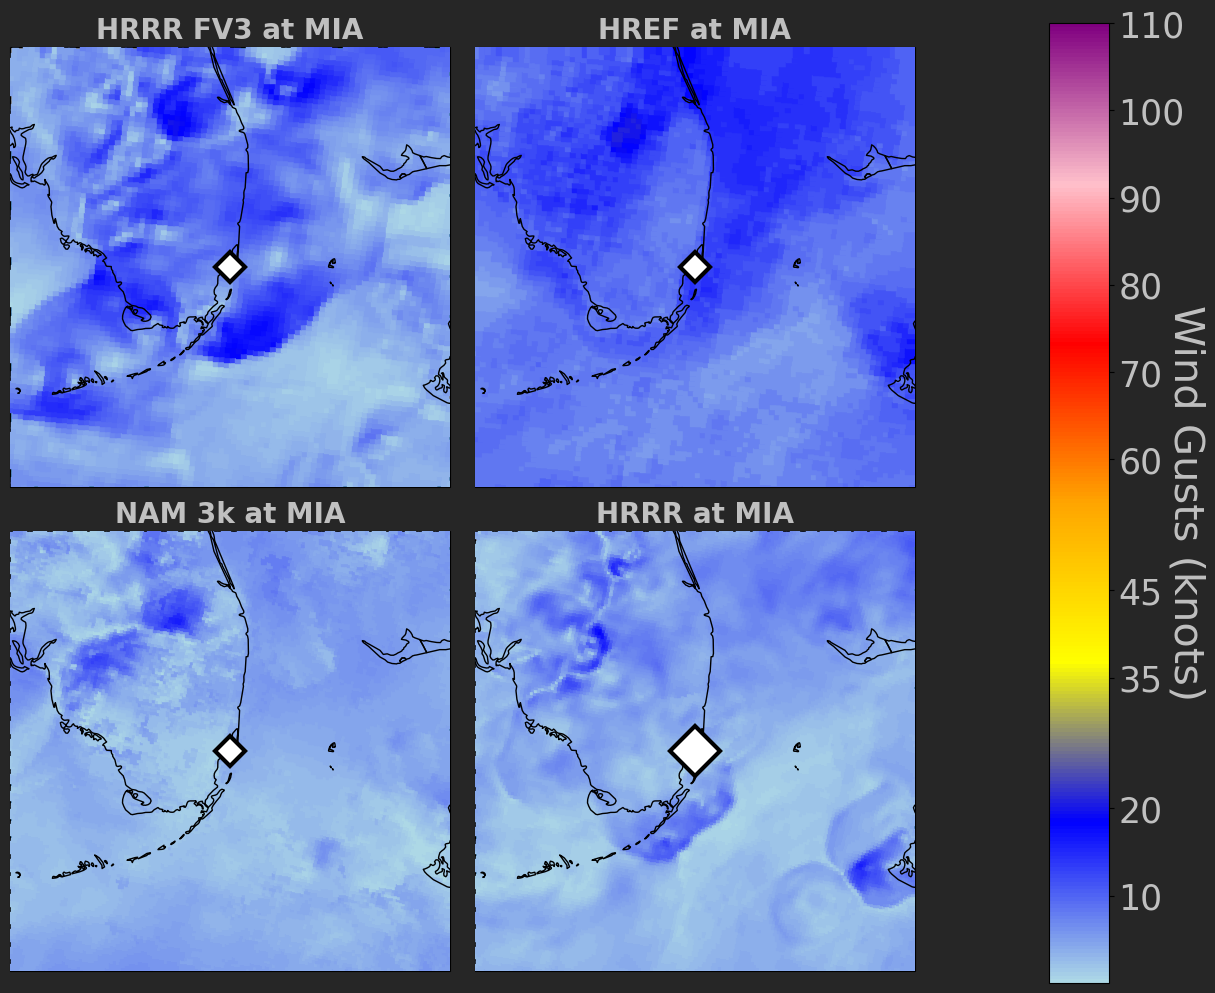 HRRR FV3 at MIA
HREF at MIA
NAM 3k at MIA
HRRR at MIA
110
100
90
80
70
60
45
35
20
10
Wind Gusts (knots)